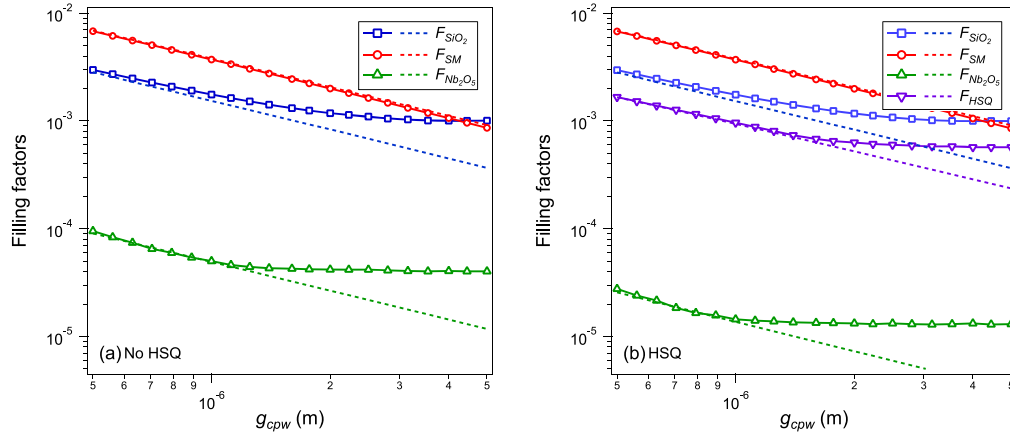 Filling factors
10⁻²
10⁻³
10⁻⁴
10⁻⁵
F_SiO₂
F_SM
F_Nb₂O₅
(a) No HSQ
5 6 7 8 9 2 3 4 5
10⁻⁶
g_cpw (m)
Filling factors
10⁻²
10⁻³
10⁻⁴
10⁻⁵
F_SiO₂
F_SM
F_Nb₂O₅
F_HSQ
(b) HSQ
5 6 7 8 9 2 3 4 5
10⁻⁶
g_cpw (m)